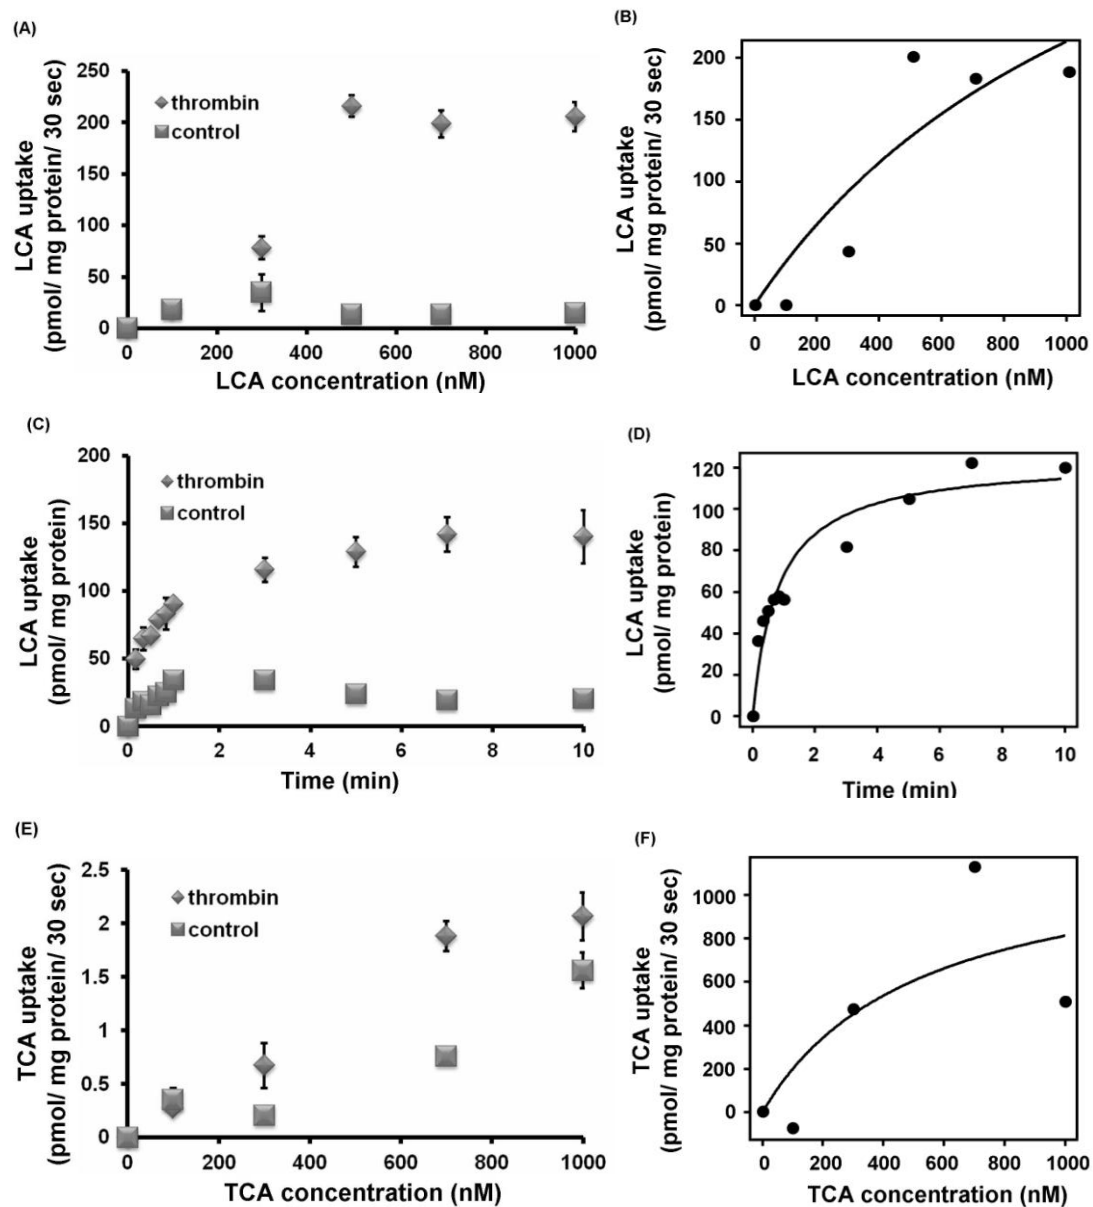 (A)
LCA uptake
(pmol/ mg protein/ 30 sec)
250
200
150
100
50
0
thrombin
control
0 200 400 600 800 1000
LCA concentration (nM)
(B)
LCA uptake
(pmol/ mg protein/ 30 sec)
200
150
100
50
0
0 200 400 600 800 1000
LCA concentration (nM)
(C)
LCA uptake
(pmol/ mg protein)
200
150
100
50
0
thrombin
control
0 2 4 6 8 10
Time (min)
(D)
LCA uptake
(pmol/ mg protein)
120
100
80
60
40
20
0
0 2 4 6 8 10
Time (min)
(E)
TCA uptake
(pmol/ mg protein/ 30 sec)
2.5
2
1.5
1
0.5
0
thrombin
control
0 200 400 600 800 1000
TCA concentration (nM)
(F)
TCA uptake
(pmol/ mg protein/ 30 sec)
1000
800
600
400
200
0
0 200 400 600 800 1000
TCA concentration (nM)